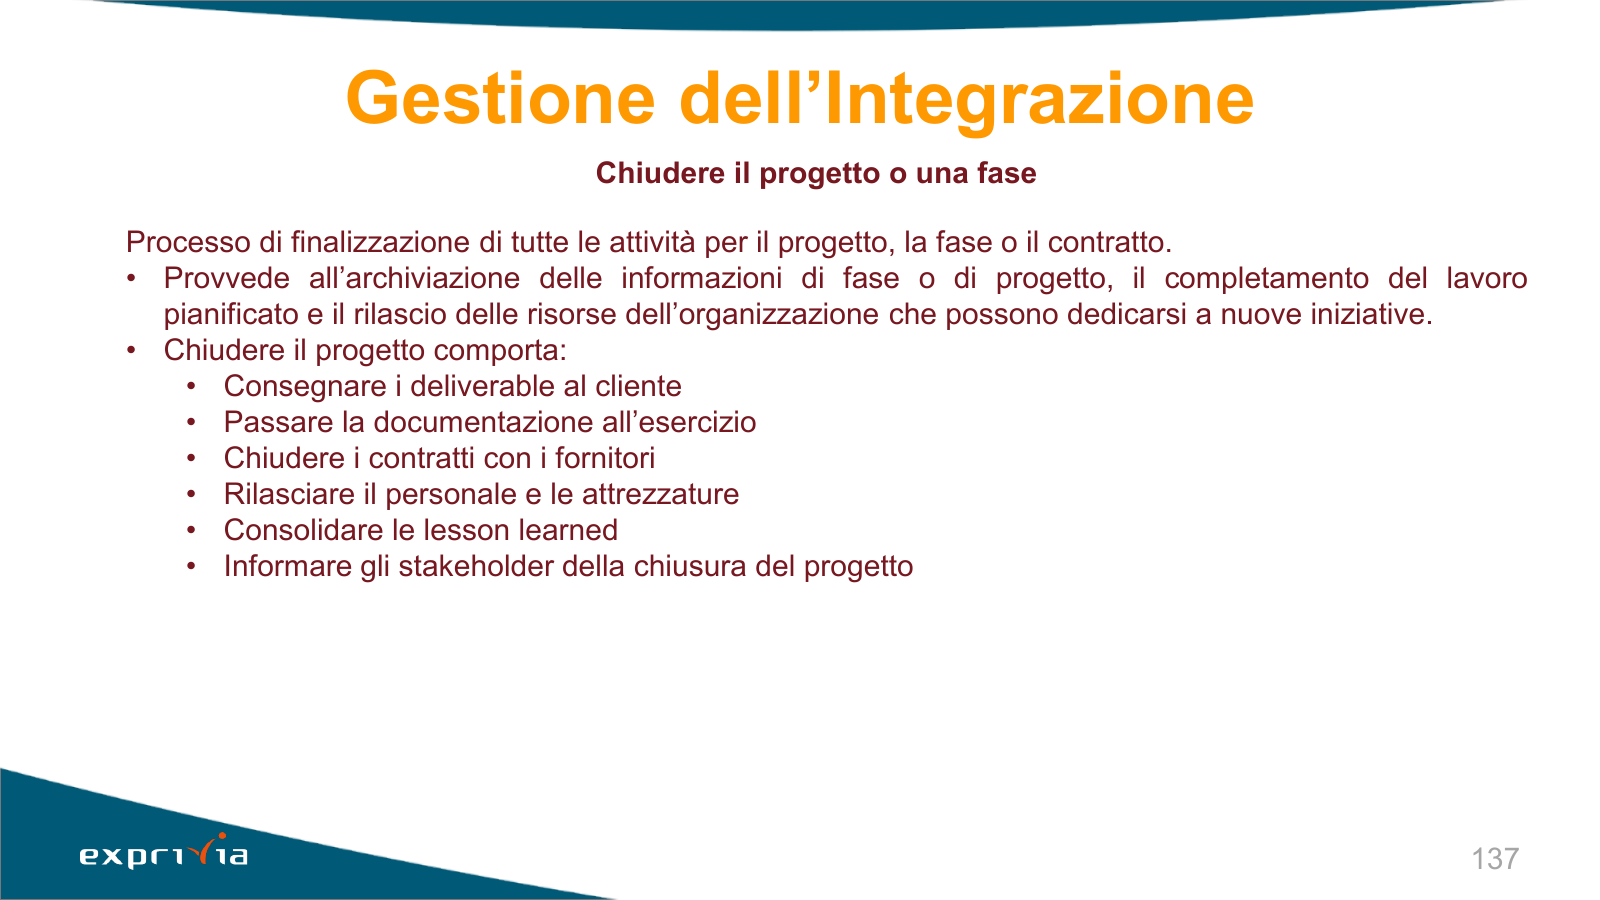 Gestione dell’Integrazione
Chiudere il progetto o una fase
Processo di finalizzazione di tutte le attività per il progetto, la fase o il contratto.
• Provvede all’archiviazione delle informazioni di fase o di progetto, il completamento del lavoro
pianificato e il rilascio delle risorse dell’organizzazione che possono dedicarsi a nuove iniziative.
• Chiudere il progetto comporta:
• Consegnare i deliverable al cliente
• Passare la documentazione all’esercizio
• Chiudere i contratti con i fornitori
• Rilasciare il personale e le attrezzature
• Consolidare le lesson learned
• Informare gli stakeholder della chiusura del progetto
exprivia
137